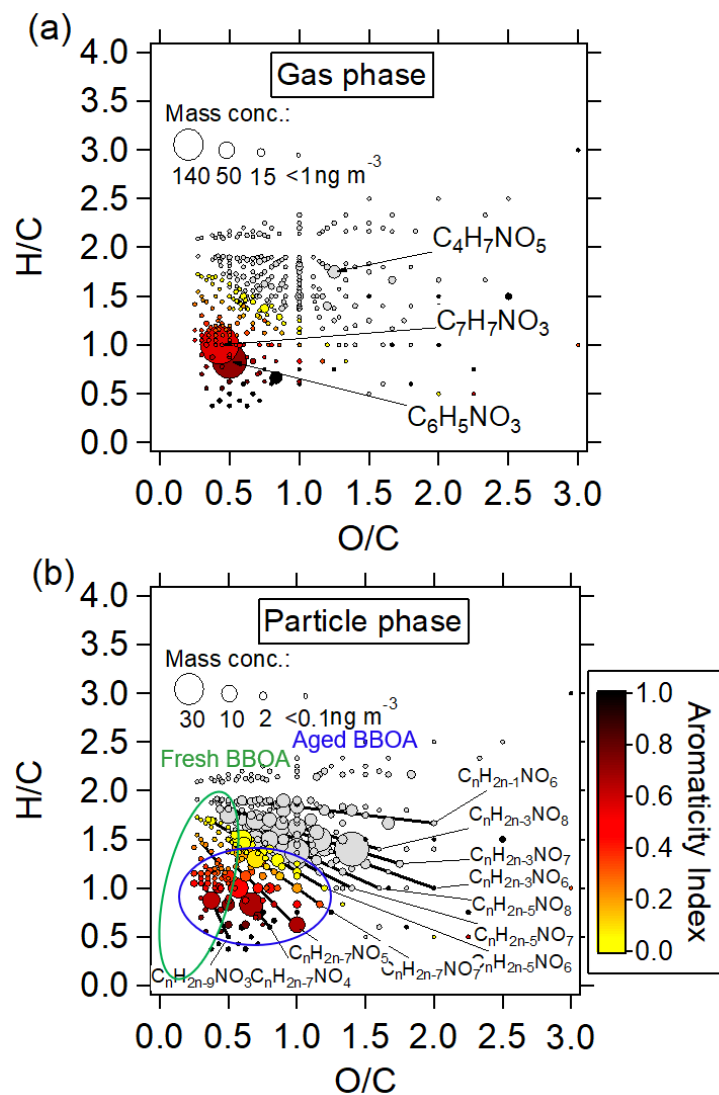 (a)
Gas phase
Mass conc.:
140 50 15 <1ng m⁻³
C₄H₇NO₅
C₇H₇NO₃
C₆H₅NO₃
H/C
4.0
3.5
3.0
2.5
2.0
1.5
1.0
0.5
0.0
0.0 0.5 1.0 1.5 2.0 2.5 3.0
O/C
(b)
Particle phase
Mass conc.:
30 10 2 <0.1ng m⁻³
Aged BBOA
Fresh BBOA
CₙH₂ₙ₋₁NO₆
CₙH₂ₙ₋₃NO₈
CₙH₂ₙ₋₃NO₇
CₙH₂ₙ₋₃NO₆
CₙH₂ₙ₋₅NO₈
CₙH₂ₙ₋₅NO₇
CₙH₂ₙ₋₇NO₅ CₙH₂ₙ₋₇NO₇ CₙH₂ₙ₋₅NO₆
CₙH₂ₙ₋₉NO₃ CₙH₂ₙ₋₇NO₄
H/C
4.0
3.5
3.0
2.5
2.0
1.5
1.0
0.5
0.0
0.0 0.5 1.0 1.5 2.0 2.5 3.0
O/C
1.0
0.8
0.6
0.4
0.2
0.0
Aromaticity Index